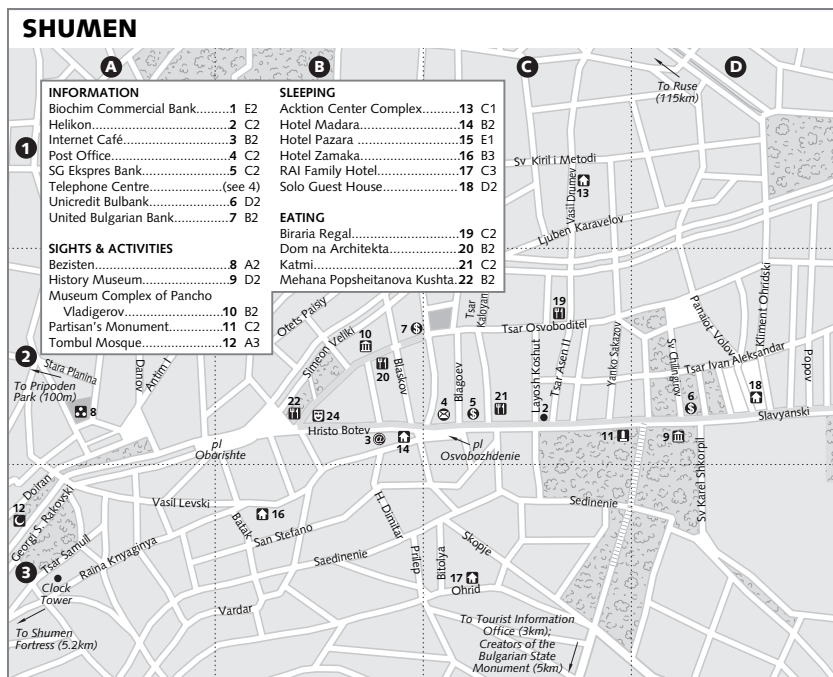 SHUMEN
A
B
C
D
INFORMATION
Biochim Commercial Bank.........1 E2
Helikon.........2 C2
Internet Café.........3 B2
Post Office.........4 C2
SG Ekspres Bank.........5 C2
Telephone Centre.........(see 4)
Unicredit Bulbank.........6 D2
United Bulgarian Bank.........7 B2
SIGHTS & ACTIVITIES
Bezisten.........8 A2
History Museum.........9 D2
Museum Complex of Pancho
Vladigerov.........10 B2
Partisan's Monument.........11 C2
Tombul Mosque.........12 A3
SLEEPING
Acktion Center Complex.........13 C1
Hotel Madara.........14 B2
Hotel Pazara.........15 E1
Hotel Zamaka.........16 B3
RAI Family Hotel.........17 C3
Solo Guest House.........18 D2
EATING
Biraria Regal.........19 C2
Dom na Architekta.........20 B2
Katmi.........21 C2
Mehana Popsheitanova Kushta.22 B2
To Ruse
(115km)
1
Sv Kiril i Metodi
Vasil Drumev
13
Ljuben Karavelov
Otets Paisiy
Simeon Veliki
10
7
Tsar
Kaloyan
19
Tsar Osvoboditel
Panaiot Volov
Kliment Ohridski
2
Stara Planina
To Pripoden
Park (100m)
Danov
Antim I
8
20
Blaskov
Blagoev
Layosh Koshut
Tsar Asen II
Yanko Sakazov
Sv Chilingirov
Tsar Ivan Aleksandar
Popov
18
22
24
4
5
21
2
6
Slavyanski
Hristo Botev
3
14
11
9
pl
Oborishte
pl
Osvobozhdenie
Sv Karel Shkorpil
Doiran
12
Georgi S. Rakovski
Vasil Levski
Batak
16
San Stefano
H. Dimitar
Sedinenie
Tsar Samuil
Raina Knyaginya
Saedinenie
Prilep
Bitolya
Skopje
3
Clock
Tower
17
Ohrid
Vardar
To Shumen
Fortress (5.2km)
To Tourist Information
Office (3km);
Creators of the
Bulgarian State
Monument (5km)